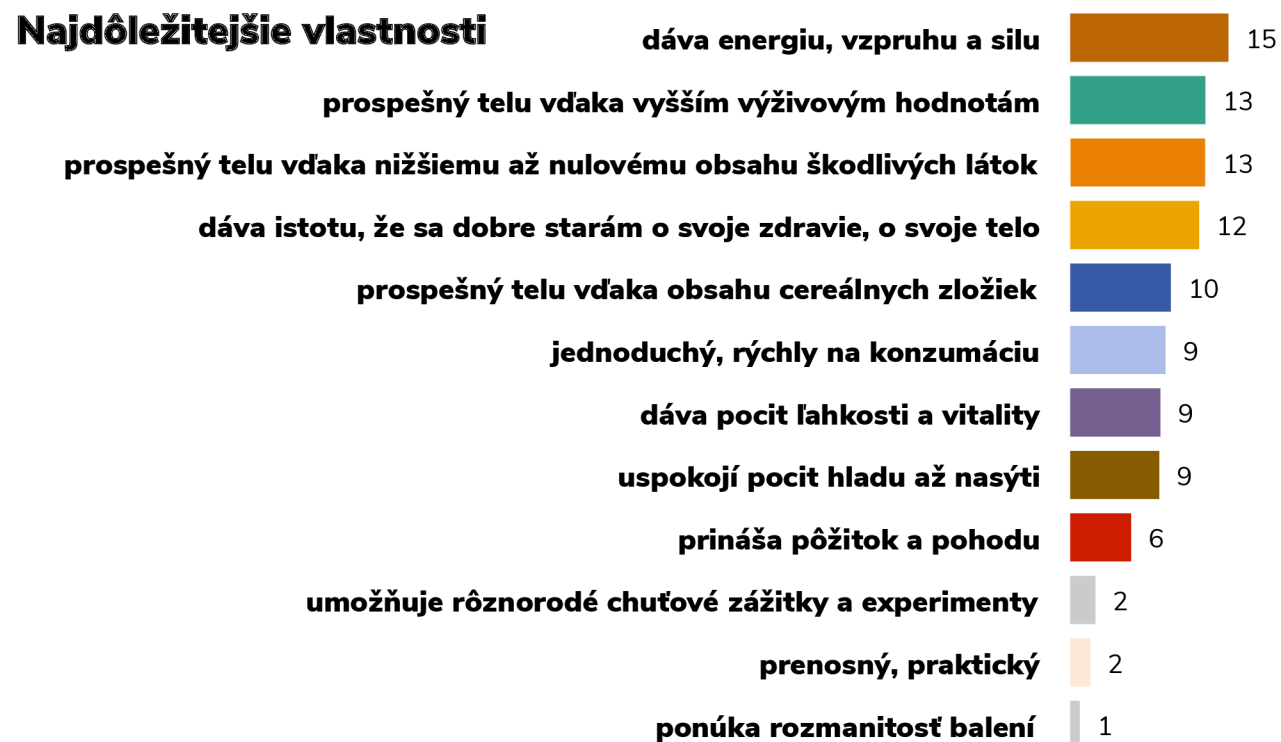 Najdôležitejšie vlastnosti
dáva energiu, vzpruhu a silu 15
prospešný telu vďaka vyšším výživovým hodnotám 13
prospešný telu vďaka nižšiemu až nulovému obsahu škodlivých látok 13
dáva istotu, že sa dobre starám o svoje zdravie, o svoje telo 12
prospešný telu vďaka obsahu cereálnych zložiek 10
jednoduchý, rýchly na konzumáciu 9
dáva pocit ľahkosti a vitality 9
uspokojí pocit hladu až nasýti 9
prináša pôžitok a pohodu 6
umožňuje rôznorodé chuťové zážitky a experimenty 2
prenosný, praktický 2
ponúka rozmanitosť balení 1